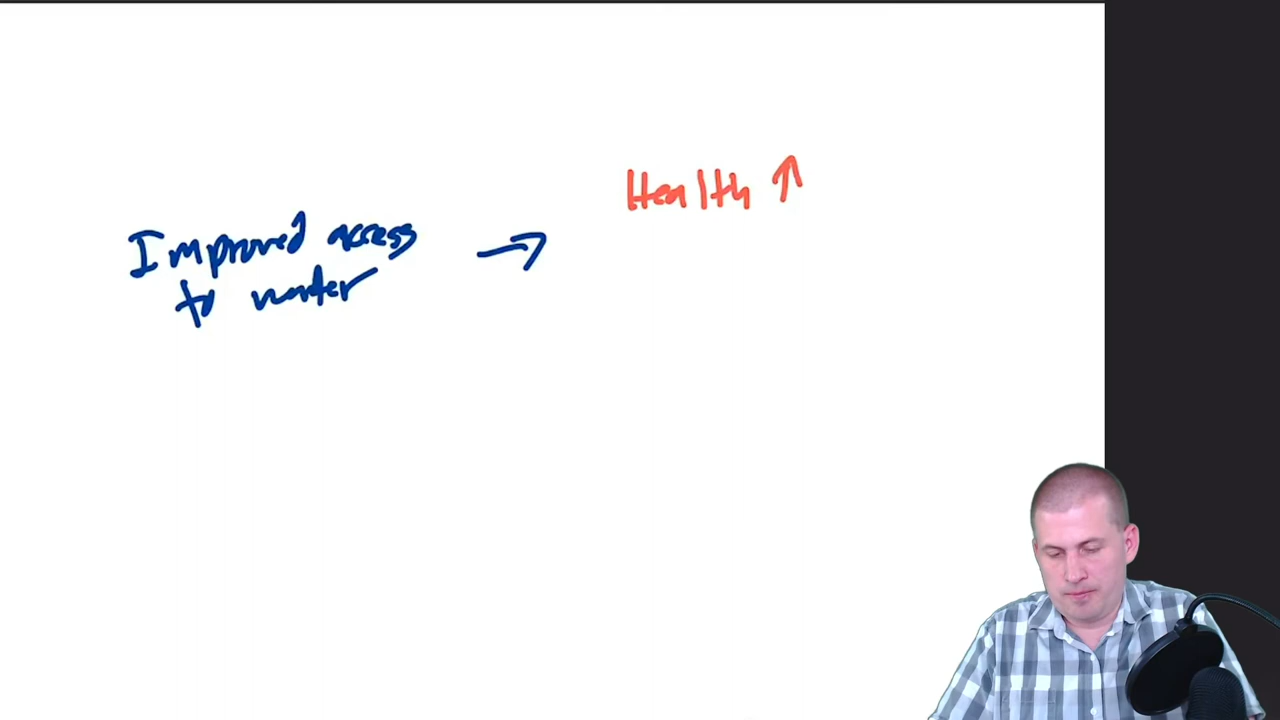 Improved access
to water
→
Health ↑